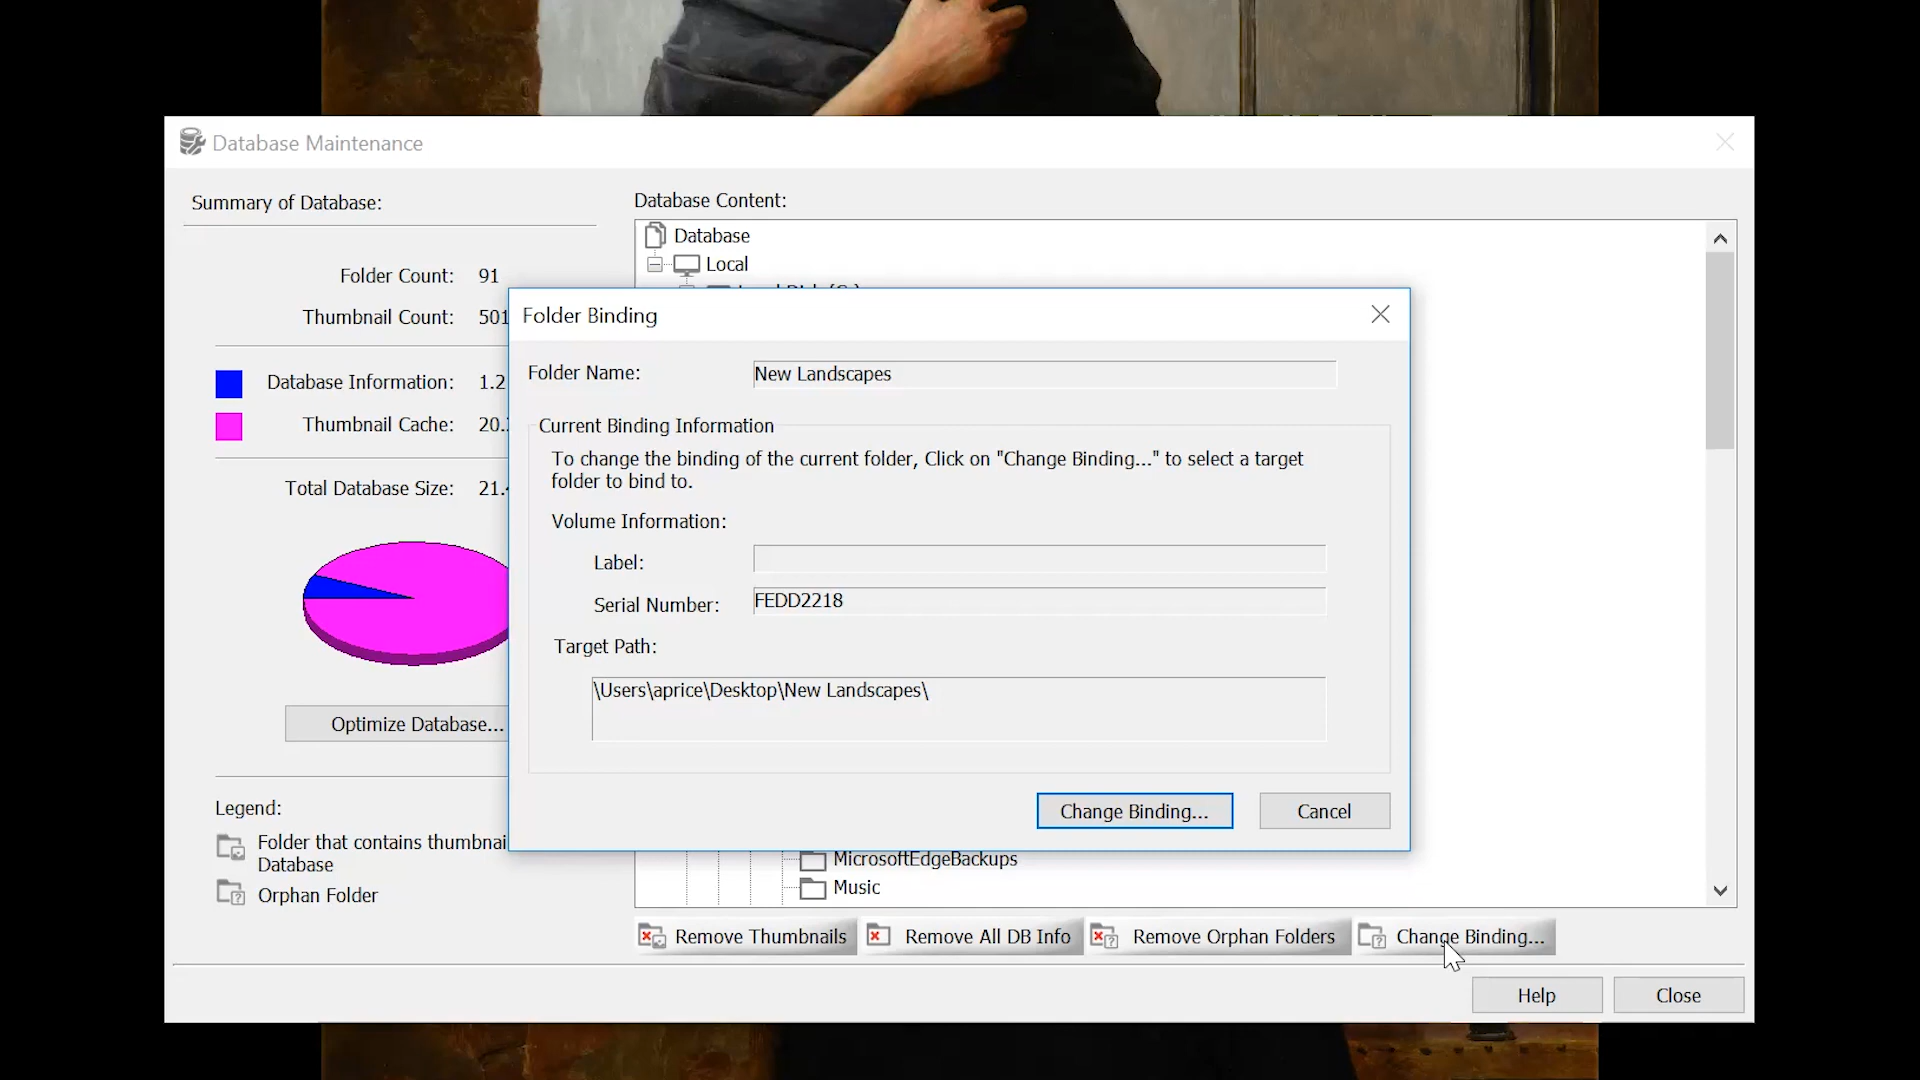 Database Maintenance
Summary of Database:
Folder Count: 91
Thumbnail Count: 501
Database Information: 1.2
Thumbnail Cache: 20.
Total Database Size: 21.
Optimize Database...
Legend:
Folder that contains
Database
Orphan Folder
Database Content:
Database
Local
Folder Binding
Folder Name: New Landscapes
Current Binding Information
To change the binding of the current folder, Click on "Change Binding..." to select a target
folder to bind to.
Volume Information:
Label:
Serial Number: FEDD2218
Target Path:
\Users\aprice\Desktop\New Landscapes\
Change Binding... Cancel
MicrosoftEdgeBackups
Music
Remove Thumbnails Remove All DB Info Remove Orphan Folders Change Binding...
Help Close